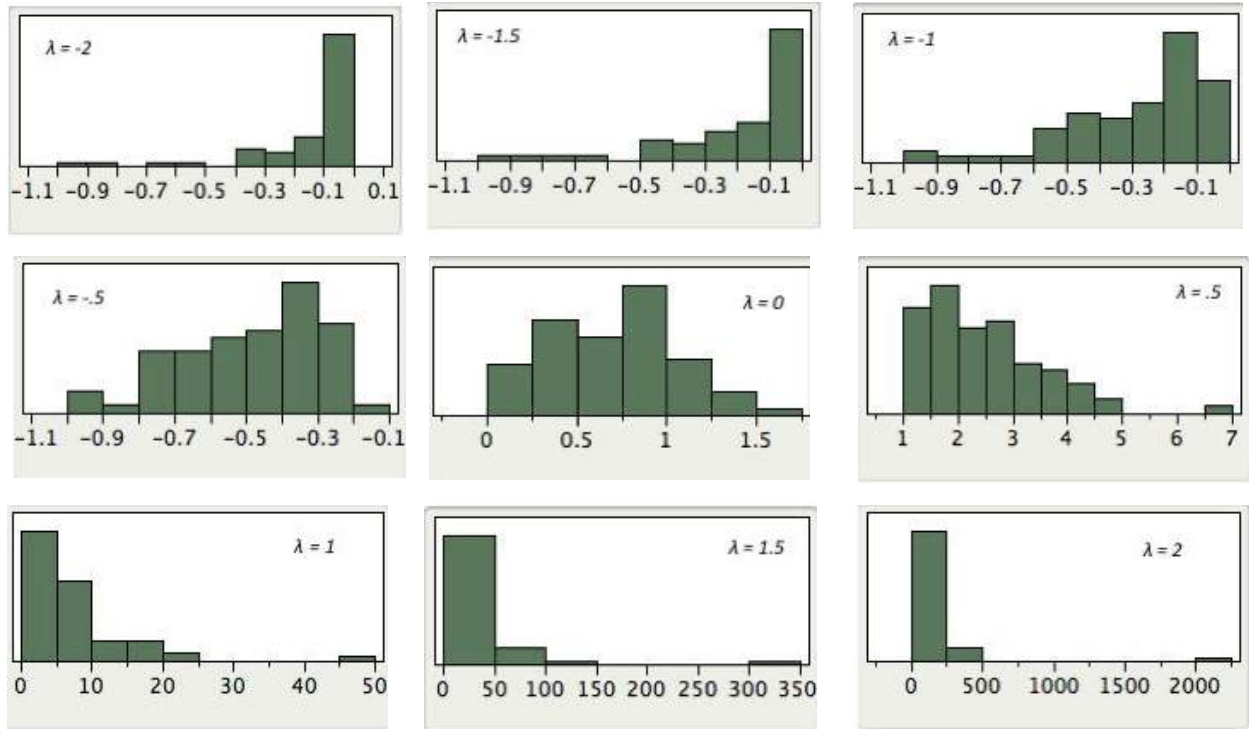 λ = -2
-1.1 -0.9 -0.7 -0.5 -0.3 -0.1 0.1
λ = -1.5
-1.1 -0.9 -0.7 -0.5 -0.3 -0.1
λ = -1
-1.1 -0.9 -0.7 -0.5 -0.3 -0.1
λ = -.5
-1.1 -0.9 -0.7 -0.5 -0.3 -0.1
λ = 0
0 0.5 1 1.5
λ = .5
1 2 3 4 5 6 7
λ = 1
0 10 20 30 40 50
λ = 1.5
0 50 100 150 200 250 300 350
λ = 2
0 500 1000 1500 2000